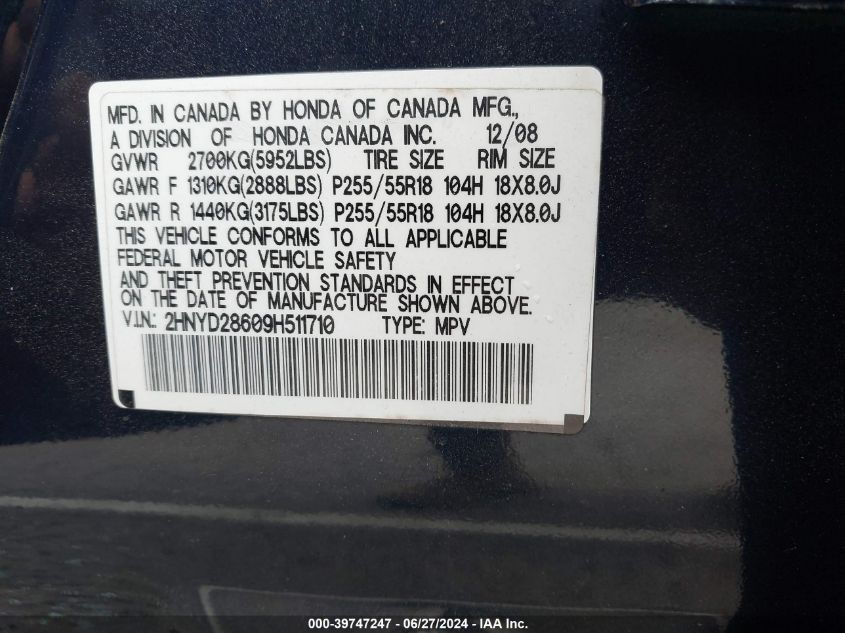 MFD. IN CANADA BY HONDA OF CANADA MFG.,
A DIVISION OF HONDA CANADA INC. 12/08
GVWR 2700KG(5952LBS) TIRE SIZE RIM SIZE
GAWR F 1310KG(2888LBS) P255/55R18 104H 18X8.0J
GAWR R 1440KG(3175LBS) P255/55R18 104H 18X8.0J
THIS VEHICLE CONFORMS TO ALL APPLICABLE
FEDERAL MOTOR VEHICLE SAFETY
AND THEFT PREVENTION STANDARDS IN EFFECT
ON THE DATE OF MANUFACTURE SHOWN ABOVE.
V.I.N.: 2HNYD28609H511710 TYPE: MPV
000-39747247 - 06/27/2024 - IAA Inc.